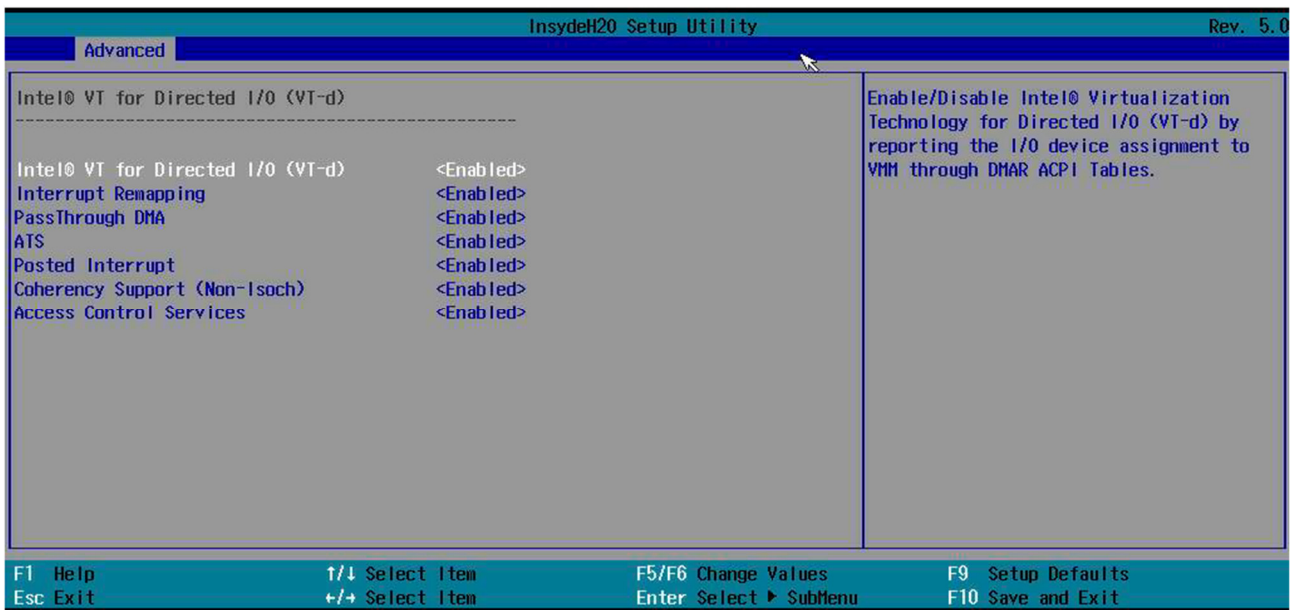 InsydeH20 Setup Utility Rev. 5.0
Advanced
Intel® VT for Directed I/O (VT-d)
--------------------------------------------------
Intel® VT for Directed I/O (VT-d) <Enabled>
Interrupt Remapping <Enabled>
PassThrough DMA <Enabled>
ATS <Enabled>
Posted Interrupt <Enabled>
Coherency Support (Non-Isoch) <Enabled>
Access Control Services <Enabled>
Enable/Disable Intel® Virtualization
Technology for Directed I/O (VT-d) by
reporting the I/O device assignment to
VMM through DMAR ACPI Tables.
F1 Help ↑/↓ Select Item F5/F6 Change Values F9 Setup Defaults
Esc Exit ←/→ Select Item Enter Select ▶ SubMenu F10 Save and Exit